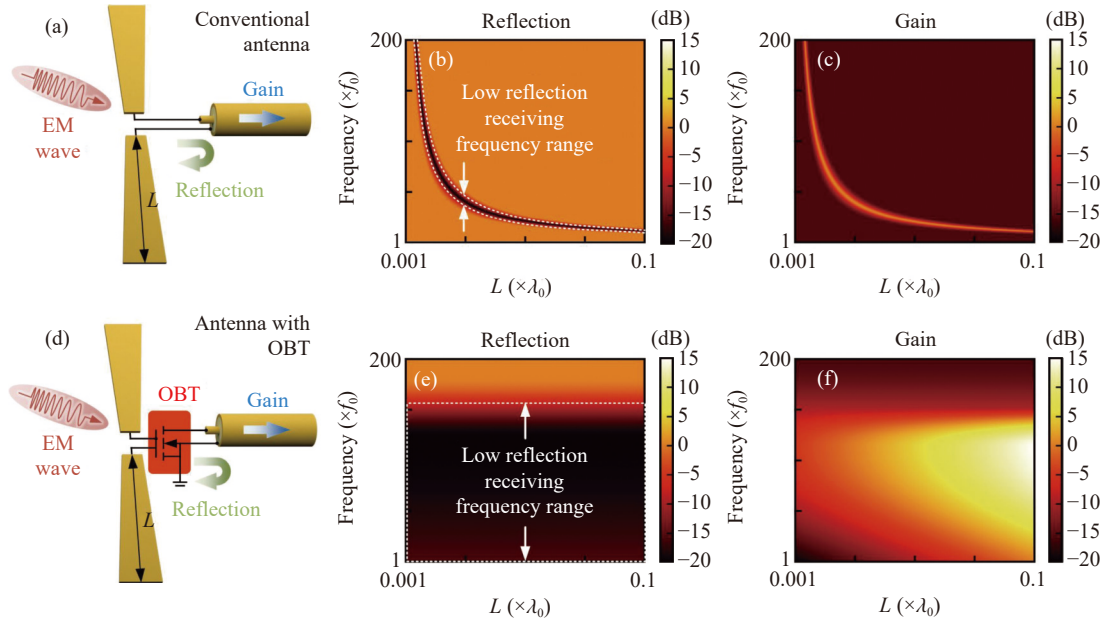 (a)
Conventional
antenna
EM
wave
Gain
Reflection
L
Reflection
(dB)
(b)
Low reflection
receiving
frequency range
Frequency (×f₀)
200
1
0.001
0.1
L (×λ₀)
15
10
5
0
−5
−10
−15
−20
Gain
(dB)
(c)
Frequency (×f₀)
200
1
0.001
0.1
L (×λ₀)
15
10
5
0
−5
−10
−15
−20
(d)
Antenna with
OBT
OBT
EM
wave
Gain
Reflection
L
Reflection
(dB)
(e)
Low reflection
receiving
frequency range
Frequency (×f₀)
200
1
0.001
0.1
L (×λ₀)
15
10
5
0
−5
−10
−15
−20
Gain
(dB)
(f)
Frequency (×f₀)
200
1
0.001
0.1
L (×λ₀)
15
10
5
0
−5
−10
−15
−20